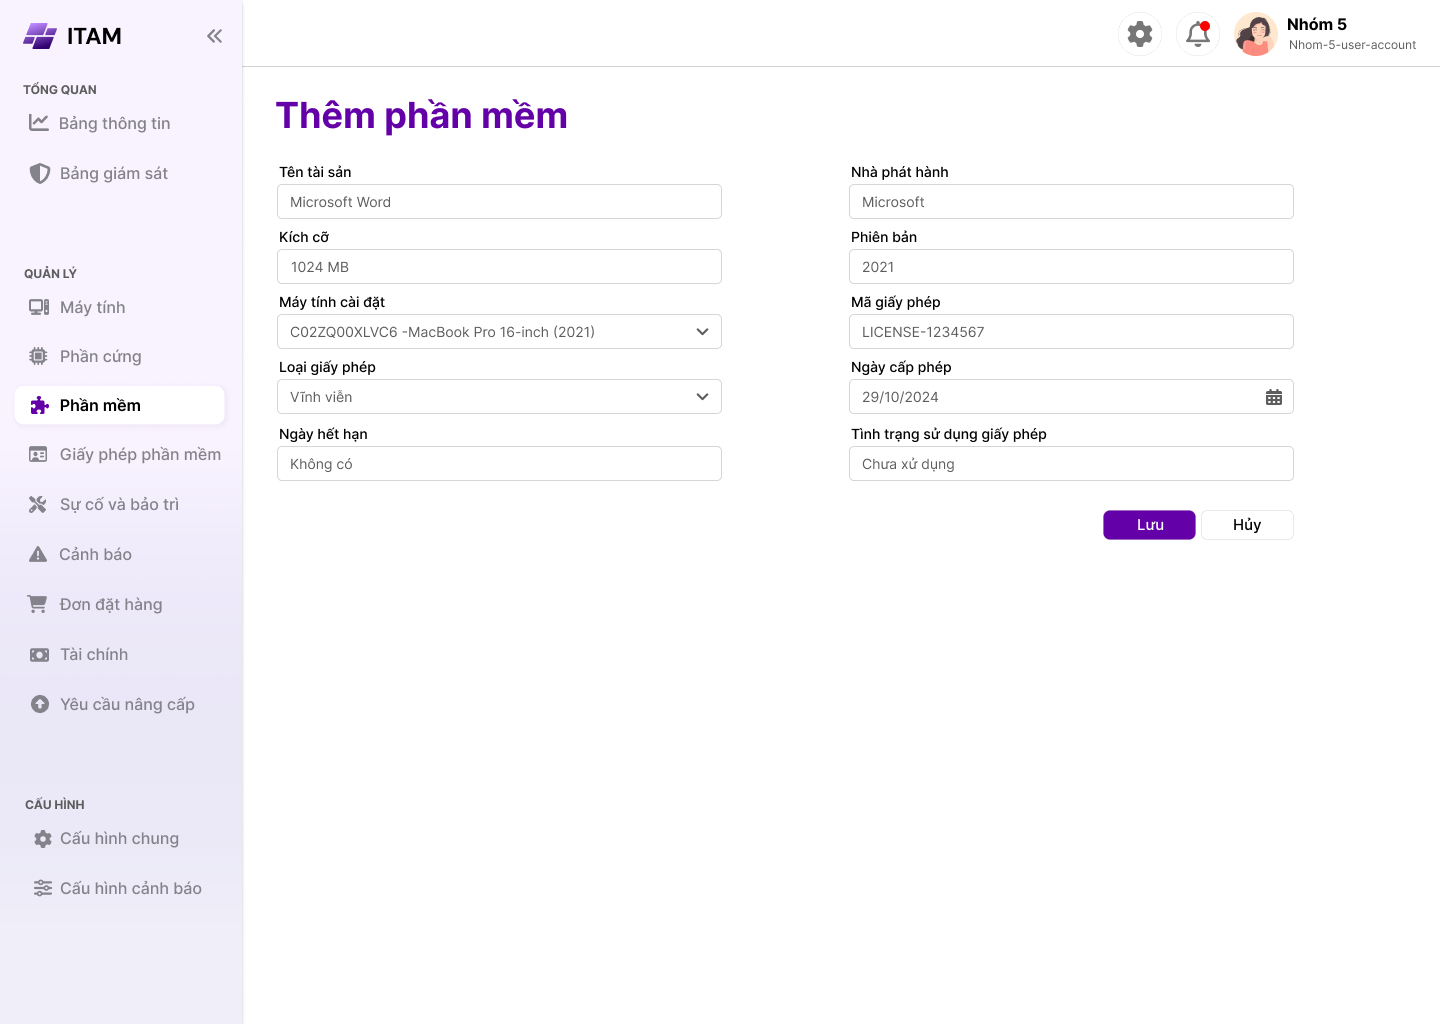 ITAM
TỔNG QUAN
Bảng thông tin
Bảng giám sát
QUẢN LÝ
Máy tính
Phần cứng
Phần mềm
Giấy phép phần mềm
Sự cố và bảo trì
Cảnh báo
Đơn đặt hàng
Tài chính
Yêu cầu nâng cấp
CẤU HÌNH
Cấu hình chung
Cấu hình cảnh báo
Nhóm 5
Nhom-5-user-account
Thêm phần mềm
Tên tài sản
Microsoft Word
Nhà phát hành
Microsoft
Kích cỡ
1024 MB
Phiên bản
2021
Máy tính cài đặt
C02ZQ00XLVC6 -MacBook Pro 16-inch (2021)
Mã giấy phép
LICENSE-1234567
Loại giấy phép
Vĩnh viễn
Ngày cấp phép
29/10/2024
Ngày hết hạn
Không có
Tình trạng sử dụng giấy phép
Chưa xử dụng
Lưu
Hủy